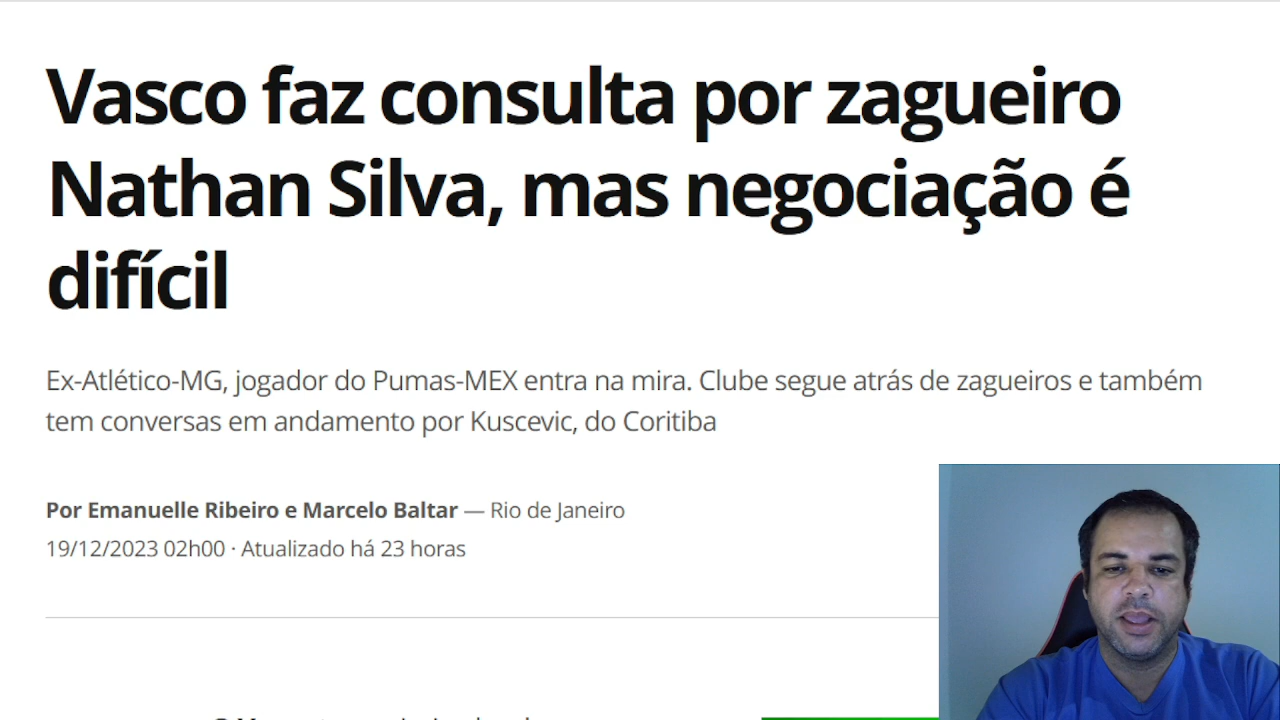 Vasco faz consulta por zagueiro
Nathan Silva, mas negociação é
difícil
Ex-Atlético-MG, jogador do Pumas-MEX entra na mira. Clube segue atrás de zagueiros e também
tem conversas em andamento por Kuscevic, do Coritiba
Por Emanuelle Ribeiro e Marcelo Baltar — Rio de Janeiro
19/12/2023 02h00 · Atualizado há 23 horas